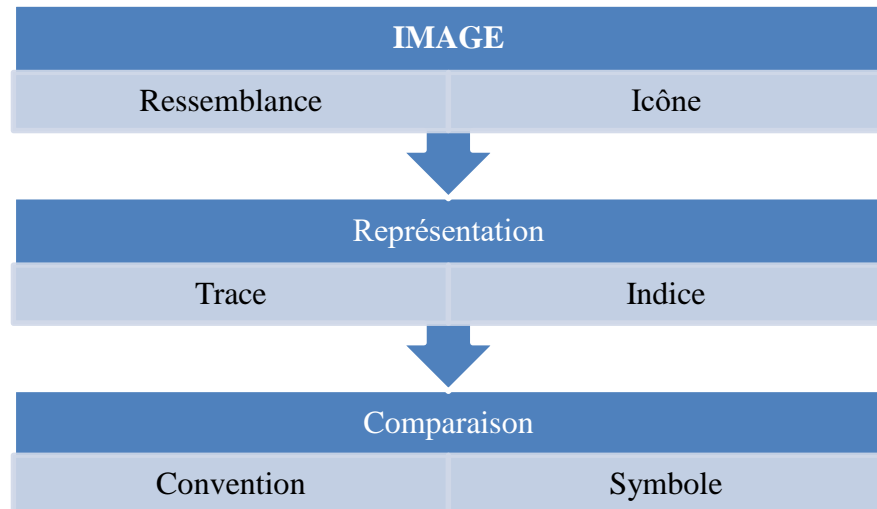 IMAGE
Ressemblance Icône
Représentation
Trace Indice
Comparaison
Convention Symbole